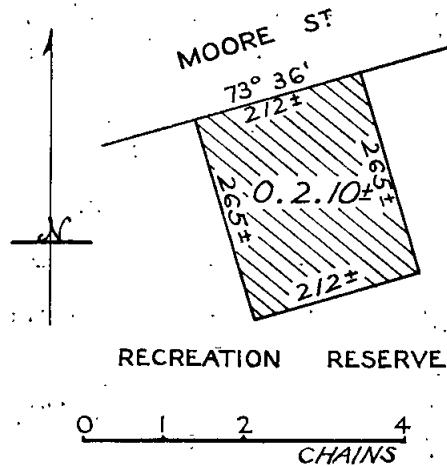 MOORE ST
73° 36'
212±
265±
0.2.10±
265±
212±
N
RECREATION RESERVE
0 1 2 4
CHAINS